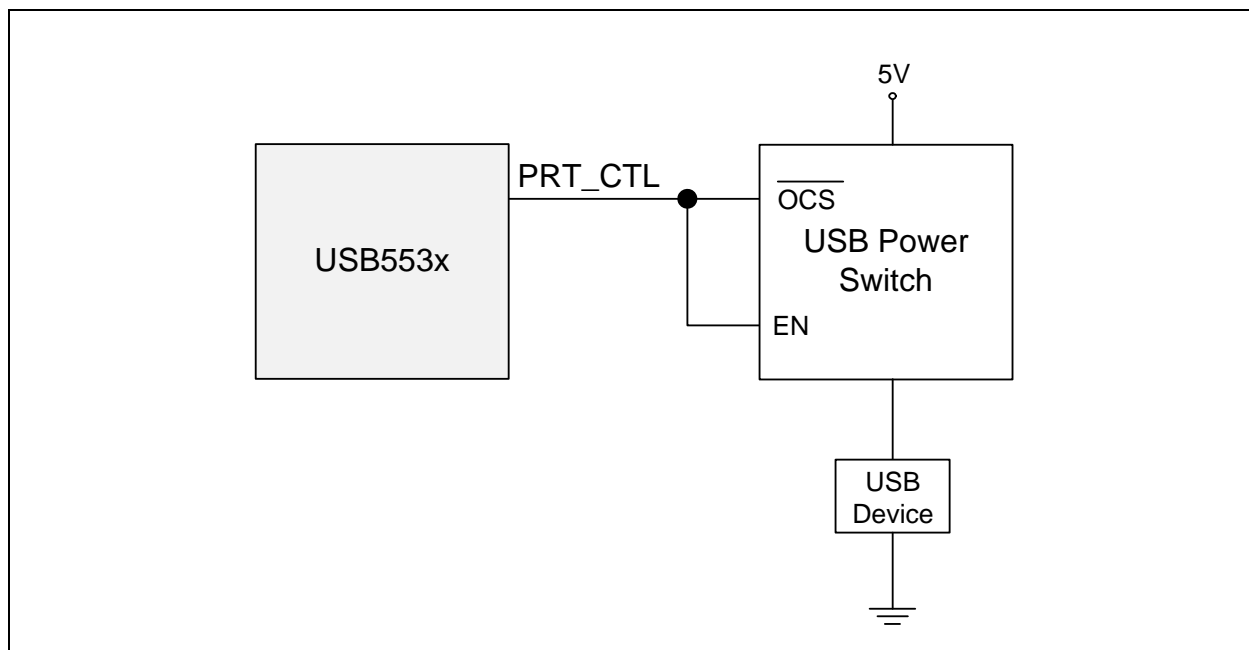 5V
PRT_CTL
OCS
USB553x
USB Power
Switch
EN
USB
Device